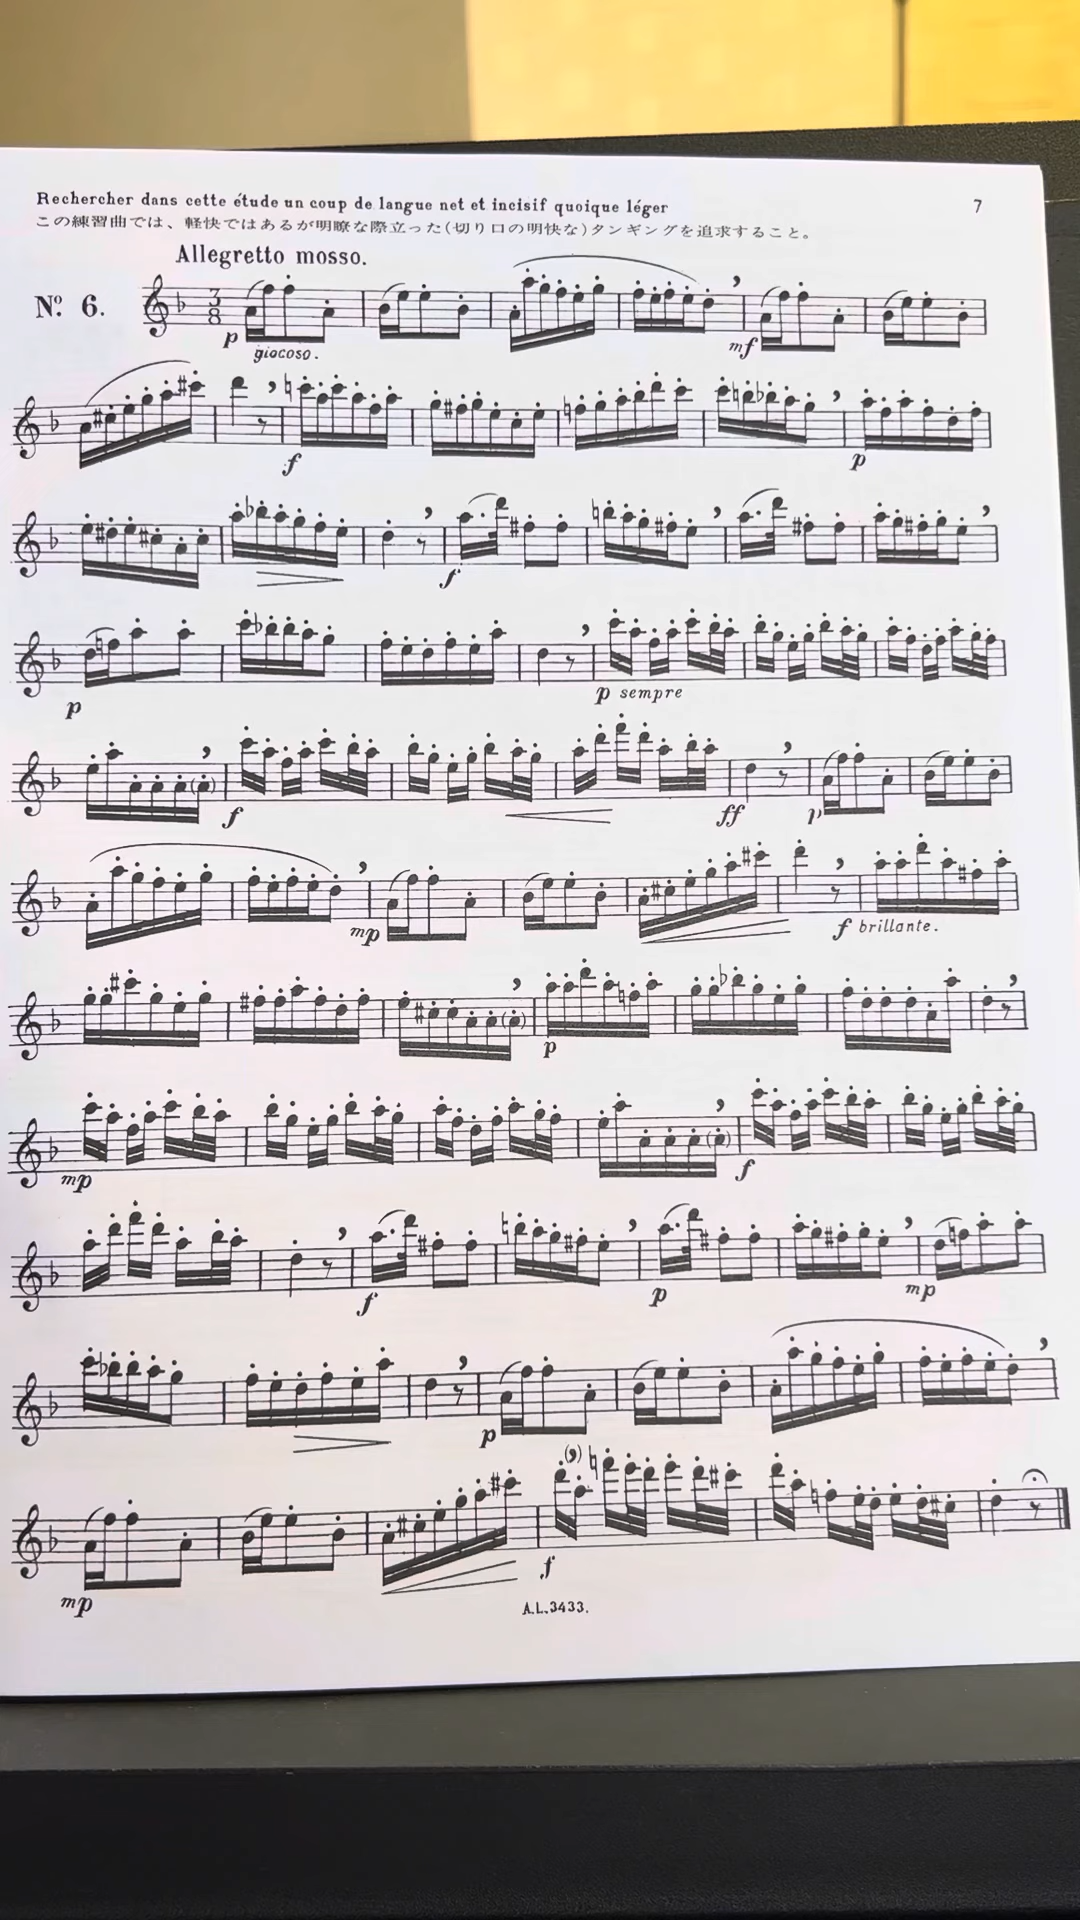 Rechercher dans cette étude un coup de langue net et incisif quoique léger
7
この練習曲では、軽快ではあるが明瞭な際立った(切り口の明快な)タンギングを追求すること。
Allegretto mosso.
Nº 6.
3
8
p giocoso.
mf
f
p
f
p
p sempre
f
ff
p
mp
f brillante.
p
mp
f
f
p
mp
p
mp
f
A.L.3433.